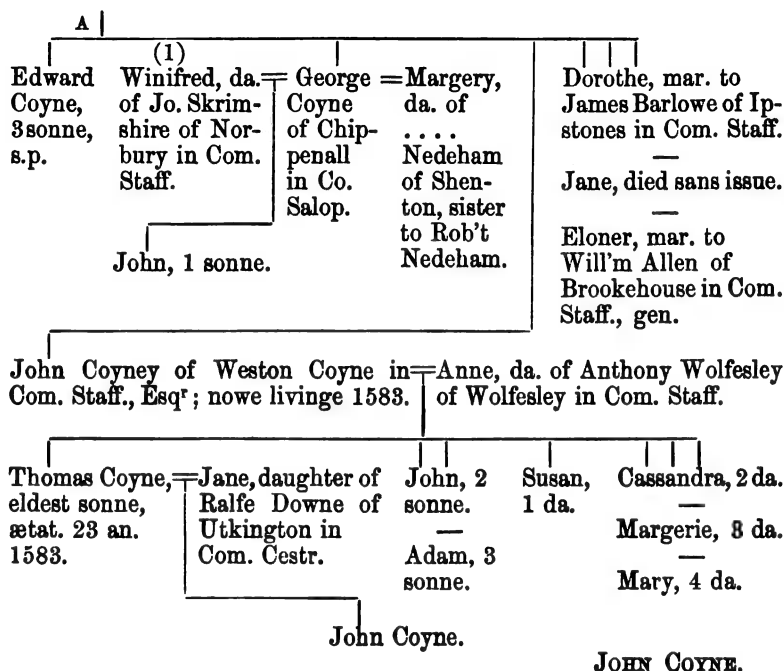 A
(1)
Edward
Coyne,
3 sonne,
s.p.
Winifred, da.
of Jo. Skrim-
shire of Nor-
bury in Com.
Staff.
George
Coyne
of Chip-
penall
in Co.
Salop.
Margery,
da. of
....
Nedeham
of Shen-
ton, sister
to Rob't
Nedeham.
Dorothe, mar. to
James Barlowe of Ip-
stones in Com. Staff.
—
Jane, died sans issue.
—
Eloner, mar. to
Will'm Allen of
Brookehouse in Com.
Staff., gen.
John, 1 sonne.
John Coyney of Weston Coyne in
Com. Staff., Esqʳ; nowe livinge 1583.
Anne, da. of Anthony Wolfesley
of Wolfesley in Com. Staff.
Thomas Coyne,
eldest sonne,
ætat. 23 an.
1583.
Jane, daughter of
Ralfe Downe of
Utkington in
Com. Cestr.
John, 2
sonne.
—
Adam, 3
sonne.
Susan,
1 da.
Cassandra, 2 da.
—
Margerie, 3 da.
—
Mary, 4 da.
John Coyne.
JOHN COYNE.